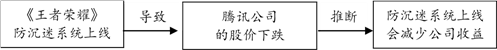 《王者荣耀》
防沉迷系统上线
导致
腾讯公司
的股价下跌
推断
防沉迷系统上线
会减少公司收益